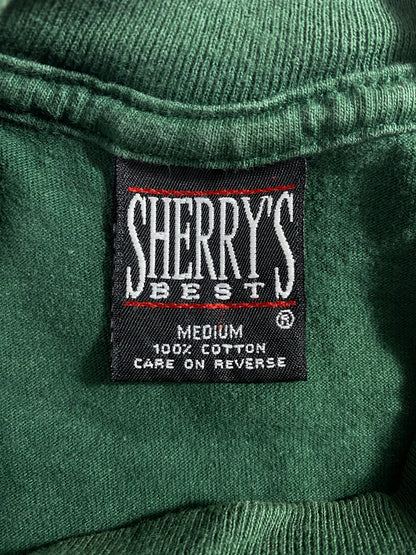 SHERRY'S
BEST
®
MEDIUM
100% COTTON
CARE ON REVERSE